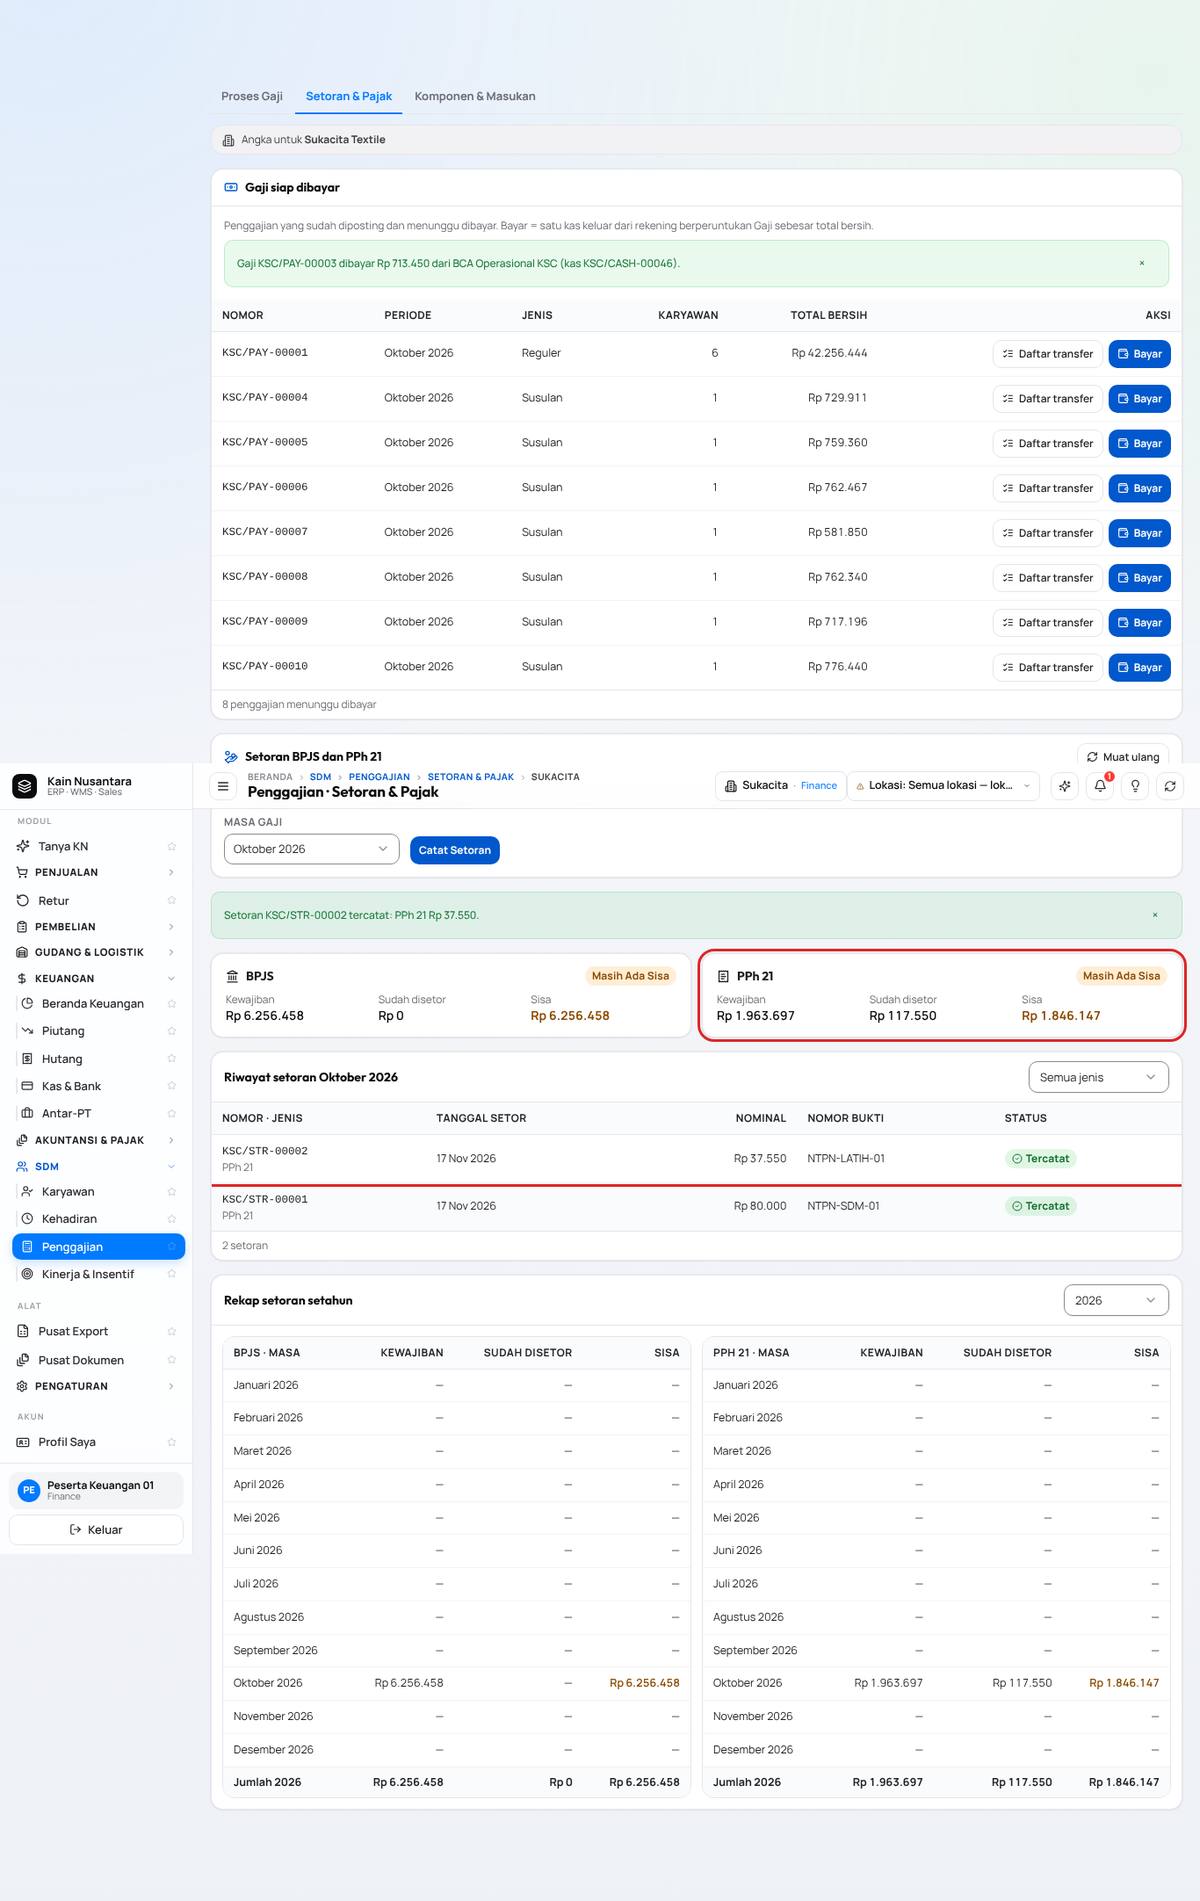 Proses Gaji Setoran & Pajak Komponen & Masukan
Angka untuk Sukacita Textile
Gaji siap dibayar
Penggajian yang sudah diposting dan menunggu dibayar. Bayar = satu kas keluar dari rekening berperuntukan Gaji sebesar total bersih.
Gaji KSC/PAY-00003 dibayar Rp 713.450 dari BCA Operasional KSC (kas KSC/CASH-00046). ×
NOMOR PERIODE JENIS KARYAWAN TOTAL BERSIH AKSI
KSC/PAY-00001 Oktober 2026 Reguler 6 Rp 42.256.444 Daftar transfer Bayar
KSC/PAY-00004 Oktober 2026 Susulan 1 Rp 729.911 Daftar transfer Bayar
KSC/PAY-00005 Oktober 2026 Susulan 1 Rp 759.360 Daftar transfer Bayar
KSC/PAY-00006 Oktober 2026 Susulan 1 Rp 762.467 Daftar transfer Bayar
KSC/PAY-00007 Oktober 2026 Susulan 1 Rp 581.850 Daftar transfer Bayar
KSC/PAY-00008 Oktober 2026 Susulan 1 Rp 762.340 Daftar transfer Bayar
KSC/PAY-00009 Oktober 2026 Susulan 1 Rp 717.196 Daftar transfer Bayar
KSC/PAY-00010 Oktober 2026 Susulan 1 Rp 776.440 Daftar transfer Bayar
8 penggajian menunggu dibayar
Setoran BPJS dan PPh 21 Muat ulang
Kain Nusantara
ERP · WMS · Sales
BERANDA › SDM › PENGGAJIAN › SETORAN & PAJAK › SUKACITA
Penggajian · Setoran & Pajak
Sukacita · Finance
Lokasi: Semua lokasi — lok...
1
MODUL
Tanya KN
PENJUALAN
Retur
PEMBELIAN
GUDANG & LOGISTIK
KEUANGAN
Beranda Keuangan
Piutang
Hutang
Kas & Bank
Antar-PT
AKUNTANSI & PAJAK
SDM
Karyawan
Kehadiran
Penggajian
Kinerja & Insentif
ALAT
Pusat Export
Pusat Dokumen
PENGATURAN
AKUN
Profil Saya
PE
Peserta Keuangan 01
Finance
Keluar
MASA GAJI
Oktober 2026 Catat Setoran
Setoran KSC/STR-00002 tercatat: PPh 21 Rp 37.550. ×
BPJS Masih Ada Sisa
Kewajiban Sudah disetor Sisa
Rp 6.256.458 Rp 0 Rp 6.256.458
PPh 21 Masih Ada Sisa
Kewajiban Sudah disetor Sisa
Rp 1.963.697 Rp 117.550 Rp 1.846.147
Riwayat setoran Oktober 2026 Semua jenis
NOMOR · JENIS TANGGAL SETOR NOMINAL NOMOR BUKTI STATUS
KSC/STR-00002 17 Nov 2026 Rp 37.550 NTPN-LATIH-01 Tercatat
PPh 21
KSC/STR-00001 17 Nov 2026 Rp 80.000 NTPN-SDM-01 Tercatat
PPh 21
2 setoran
Rekap setoran setahun 2026
BPJS · MASA KEWAJIBAN SUDAH DISETOR SISA
Januari 2026 — — —
Februari 2026 — — —
Maret 2026 — — —
April 2026 — — —
Mei 2026 — — —
Juni 2026 — — —
Juli 2026 — — —
Agustus 2026 — — —
September 2026 — — —
Oktober 2026 Rp 6.256.458 — Rp 6.256.458
November 2026 — — —
Desember 2026 — — —
Jumlah 2026 Rp 6.256.458 Rp 0 Rp 6.256.458
PPH 21 · MASA KEWAJIBAN SUDAH DISETOR SISA
Januari 2026 — — —
Februari 2026 — — —
Maret 2026 — — —
April 2026 — — —
Mei 2026 — — —
Juni 2026 — — —
Juli 2026 — — —
Agustus 2026 — — —
September 2026 — — —
Oktober 2026 Rp 1.963.697 Rp 117.550 Rp 1.846.147
November 2026 — — —
Desember 2026 — — —
Jumlah 2026 Rp 1.963.697 Rp 117.550 Rp 1.846.147